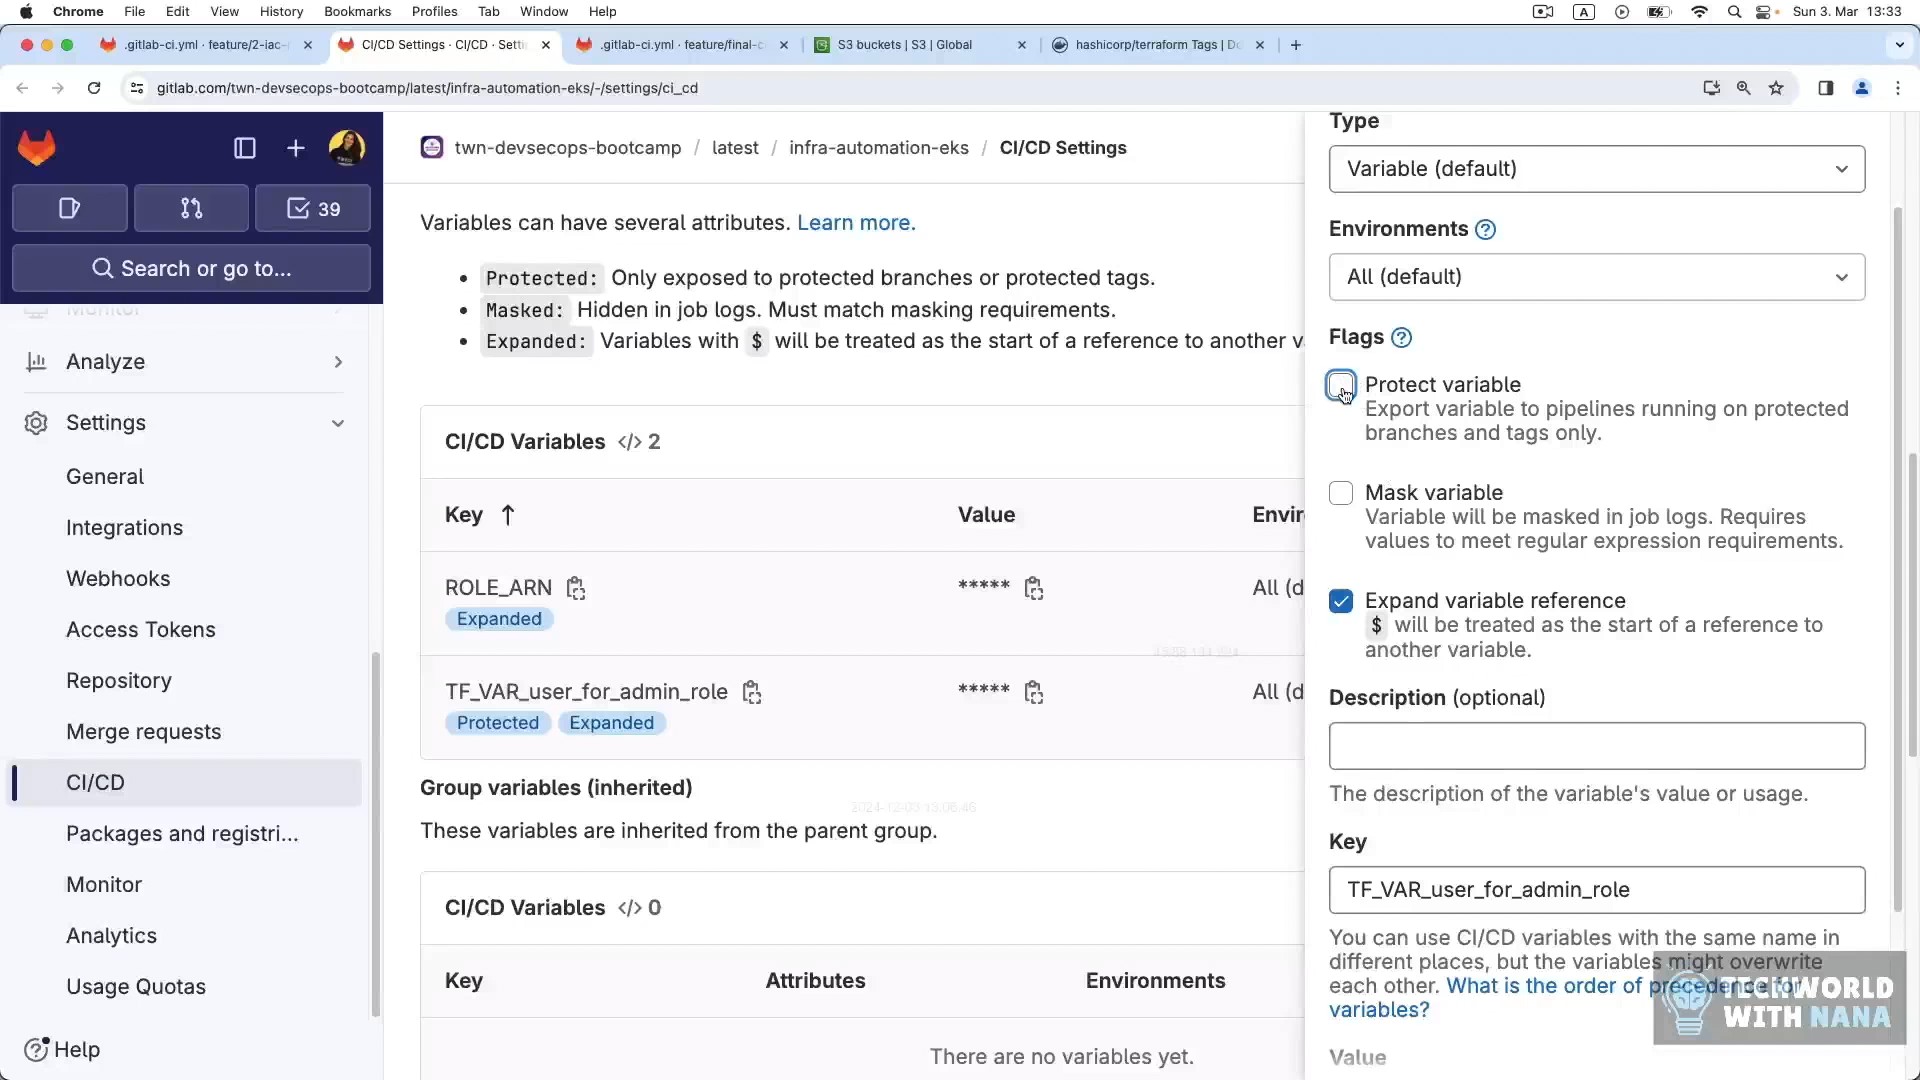 Chrome File Edit View History Bookmarks Profiles Tab Window Help
A
Sun 3. Mar 13:33
.gitlab-ci.yml · feature/2-iac-
CI/CD Settings · CI/CD · Setti
.gitlab-ci.yml · feature/final-c
S3 buckets | S3 | Global
hashicorp/terraform Tags | Do
gitlab.com/twn-devsecops-bootcamp/latest/infra-automation-eks/-/settings/ci_cd
39
Search or go to...
Monitor
Analyze
Settings
General
Integrations
Webhooks
Access Tokens
Repository
Merge requests
CI/CD
Packages and registri...
Monitor
Analytics
Usage Quotas
Help
twn-devsecops-bootcamp / latest / infra-automation-eks / CI/CD Settings
Variables can have several attributes. Learn more.
• Protected: Only exposed to protected branches or protected tags.
• Masked: Hidden in job logs. Must match masking requirements.
• Expanded: Variables with $ will be treated as the start of a reference to another v
CI/CD Variables </> 2
Key ↑ Value Envir
ROLE_ARN ***** All (d
Expanded
TF_VAR_user_for_admin_role ***** All (d
Protected Expanded
Group variables (inherited)
2024-12-03 13:06:46
These variables are inherited from the parent group.
CI/CD Variables </> 0
Key Attributes Environments
There are no variables yet.
Type
Variable (default)
Environments ?
All (default)
Flags ?
Protect variable
Export variable to pipelines running on protected
branches and tags only.
Mask variable
Variable will be masked in job logs. Requires
values to meet regular expression requirements.
Expand variable reference
$ will be treated as the start of a reference to
another variable.
Description (optional)
The description of the variable's value or usage.
Key
TF_VAR_user_for_admin_role
You can use CI/CD variables with the same name in
different places, but the variables might overwrite
each other. What is the order of precedence for
variables?
Value
TECHWORLD
WITH NANA